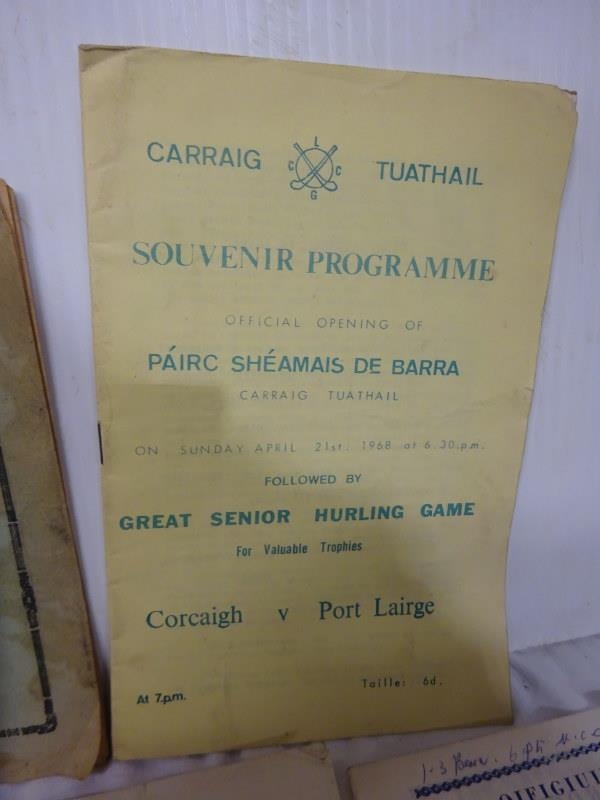 CARRAIG TUATHAIL
L
C C
G
SOUVENIR PROGRAMME
OFFICIAL OPENING OF
PÁIRC SHÉAMAIS DE BARRA
CARRAIG TUATHAIL
ON SUNDAY APRIL 21st. 1968 at 6.30.p.m.
FOLLOWED BY
GREAT SENIOR HURLING GAME
For Valuable Trophies
Corcaigh v Port Lairge
At 7.p.m.
Taille: 6d.